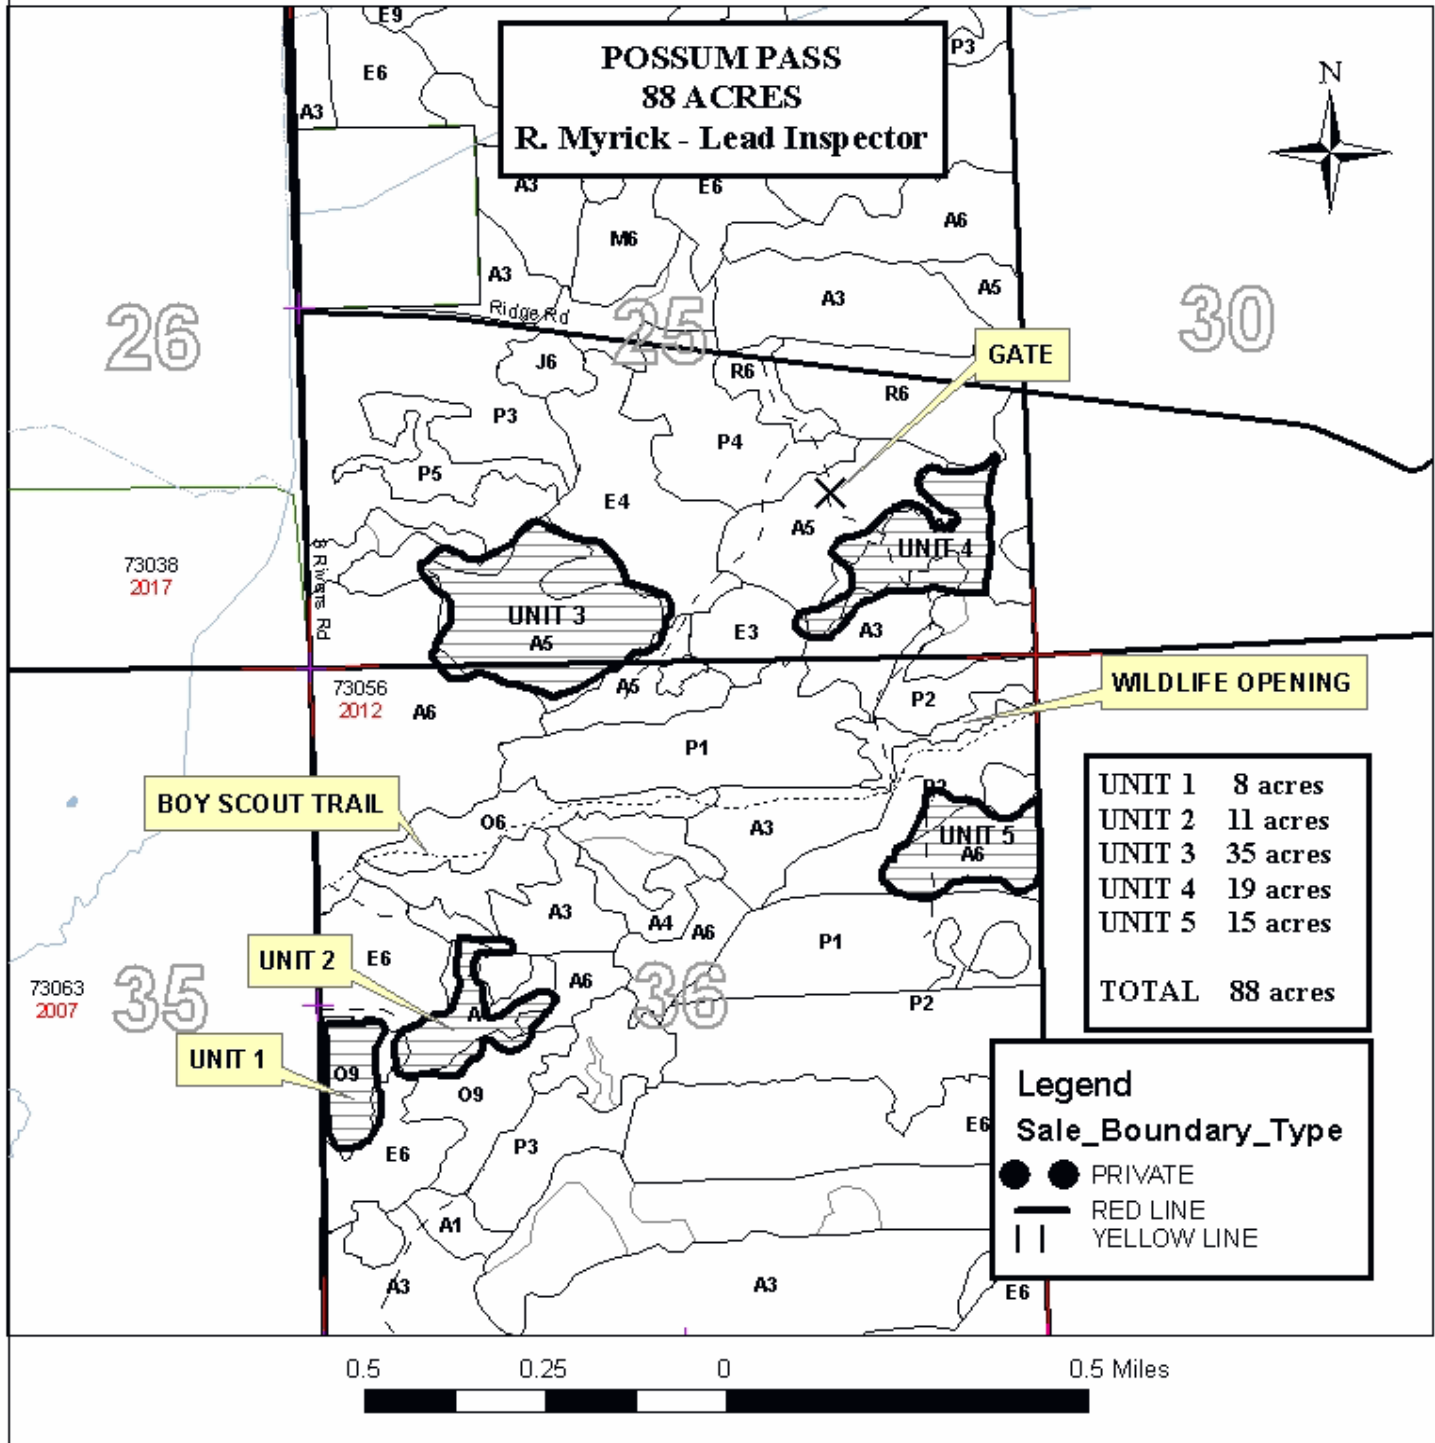 E9
POSSUM PASS
88 ACRES
R. Myrick - Lead Inspector
P3
N
E6
A3
A3
E6
A6
M6
A3
A3
A5
Ridge Rd
26
25
30
GATE
J6
R6
R6
P3
P4
P5
E4
A5
UNIT 4
73038
2017
S Rivers Rd
UNIT 3
A5
E3
A3
73056
2012
A6
A5
P2
WILDLIFE OPENING
P1
UNIT 1 8 acres
UNIT 2 11 acres
UNIT 3 35 acres
UNIT 4 19 acres
UNIT 5 15 acres
TOTAL 88 acres
BOY SCOUT TRAIL
O6
A3
UNIT 5
A6
A3
A4
A6
P1
E6
UNIT 2
A6
73063
2007
35
36
P2
UNIT 1
O9
O9
E6
P3
E6
A1
A3
A3
E6
Legend
Sale_Boundary_Type
PRIVATE
RED LINE
YELLOW LINE
0.5 0.25 0 0.5 Miles